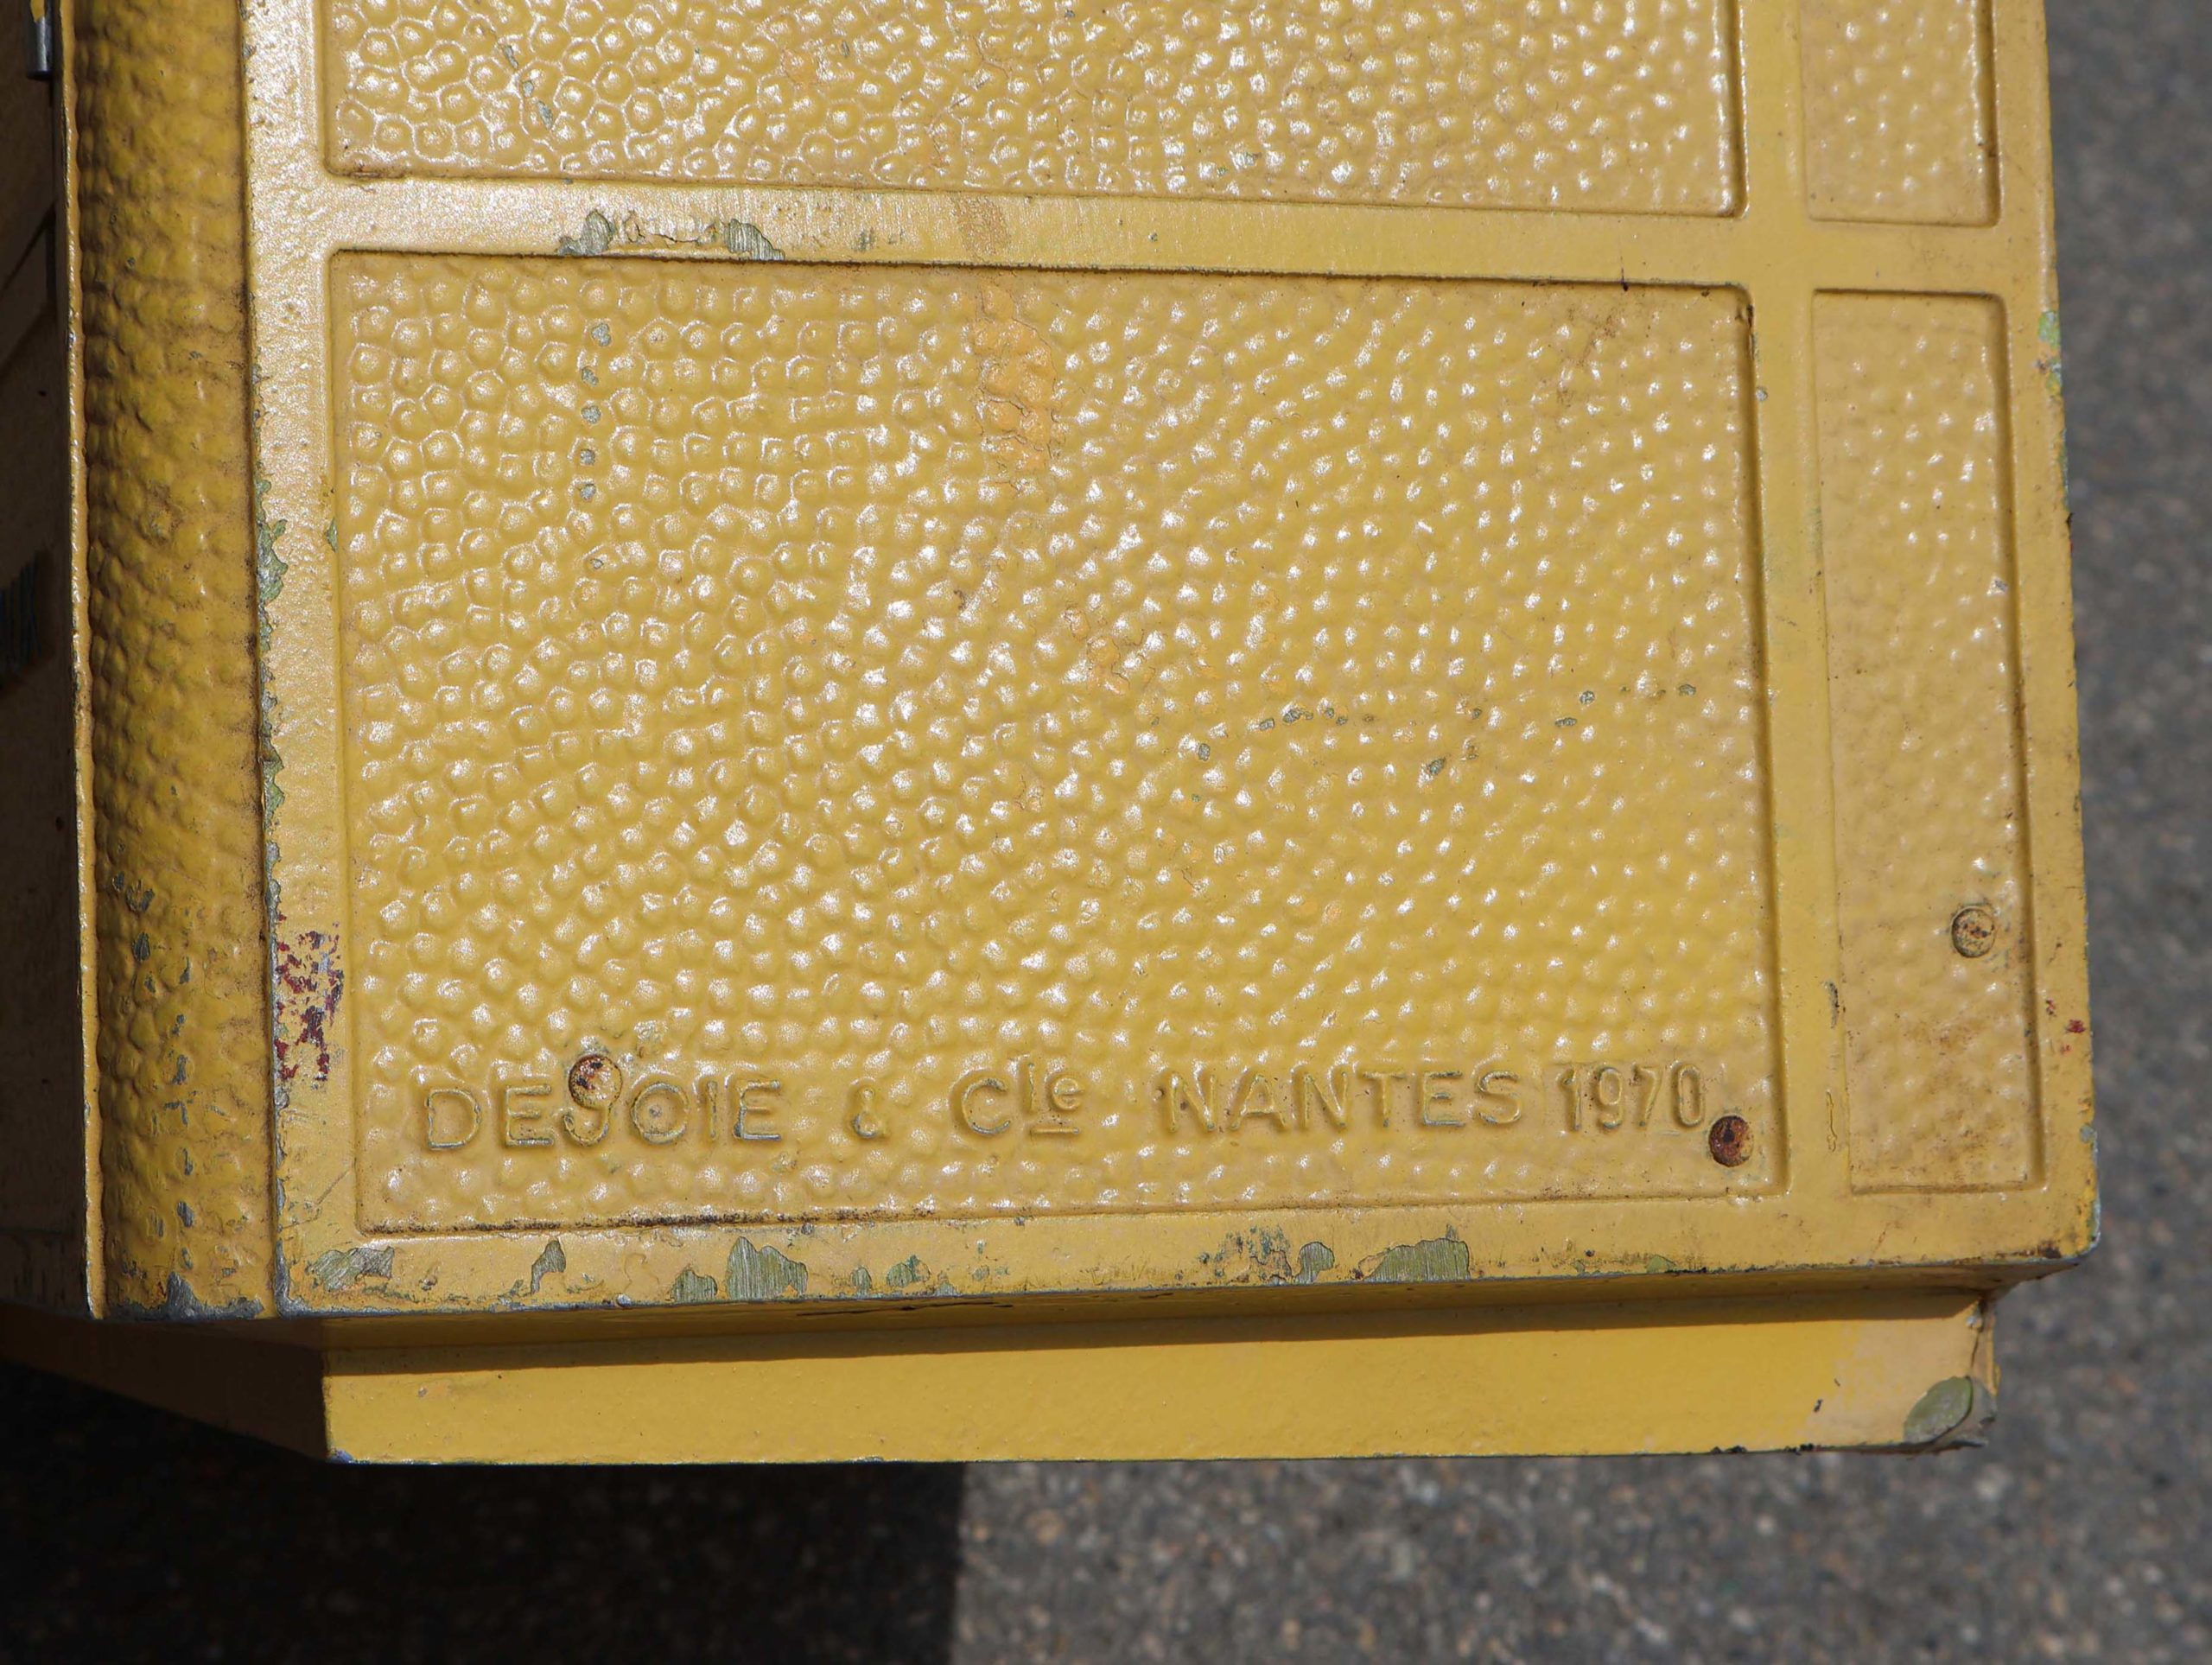 DEJOIE & Cie NANTES 1970